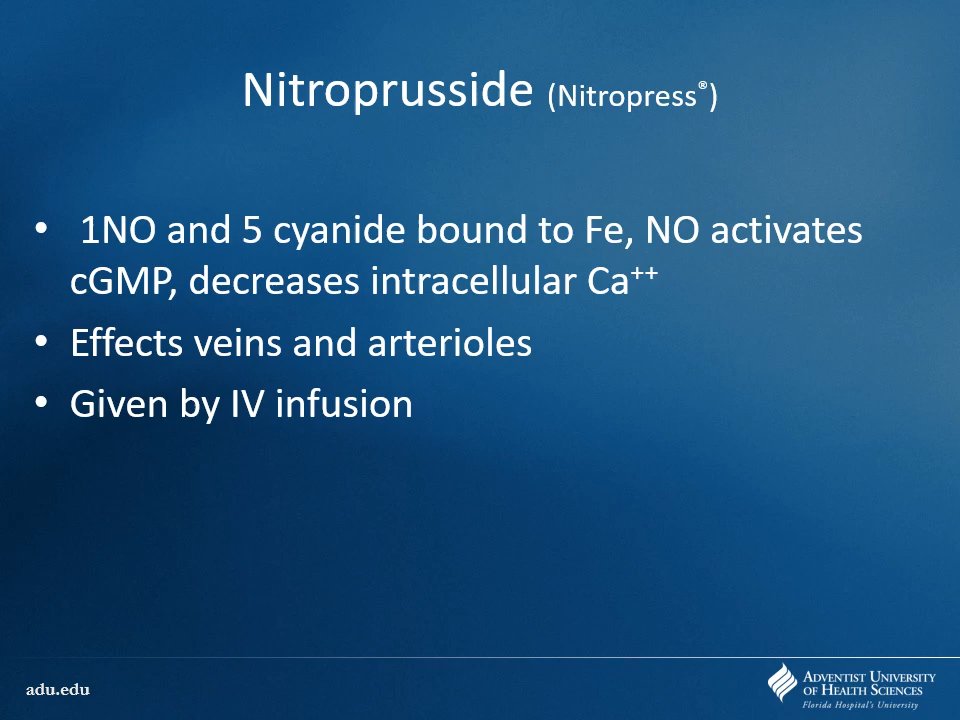 Nitroprusside (Nitropress®)
• 1NO and 5 cyanide bound to Fe, NO activates
cGMP, decreases intracellular Ca⁺⁺
• Effects veins and arterioles
• Given by IV infusion
adu.edu
ADVENTIST UNIVERSITY
OF HEALTH SCIENCES
Florida Hospital's University